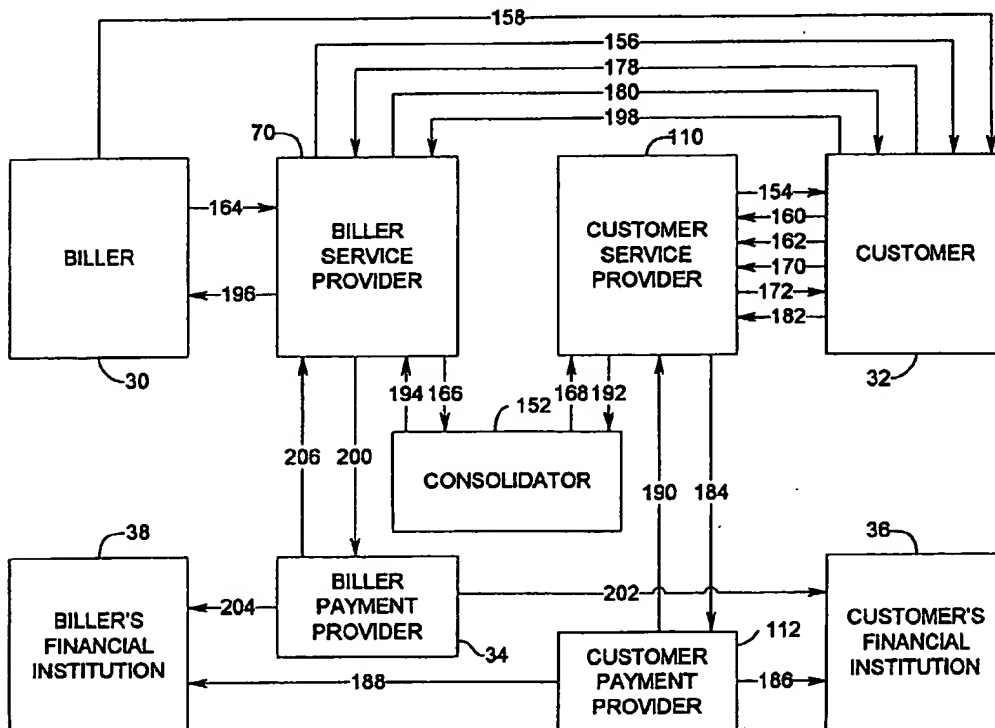 158
156
178
180
198
70
110
BILLER
164
196
30
BILLER
SERVICE
PROVIDER
CUSTOMER
SERVICE
PROVIDER
154
160
162
170
172
182
CUSTOMER
32
194
166
168
192
152
CONSOLIDATOR
206
200
190
184
38
BILLER'S
FINANCIAL
INSTITUTION
204
BILLER
PAYMENT
PROVIDER
34
202
36
CUSTOMER'S
FINANCIAL
INSTITUTION
188
CUSTOMER
PAYMENT
PROVIDER
112
186